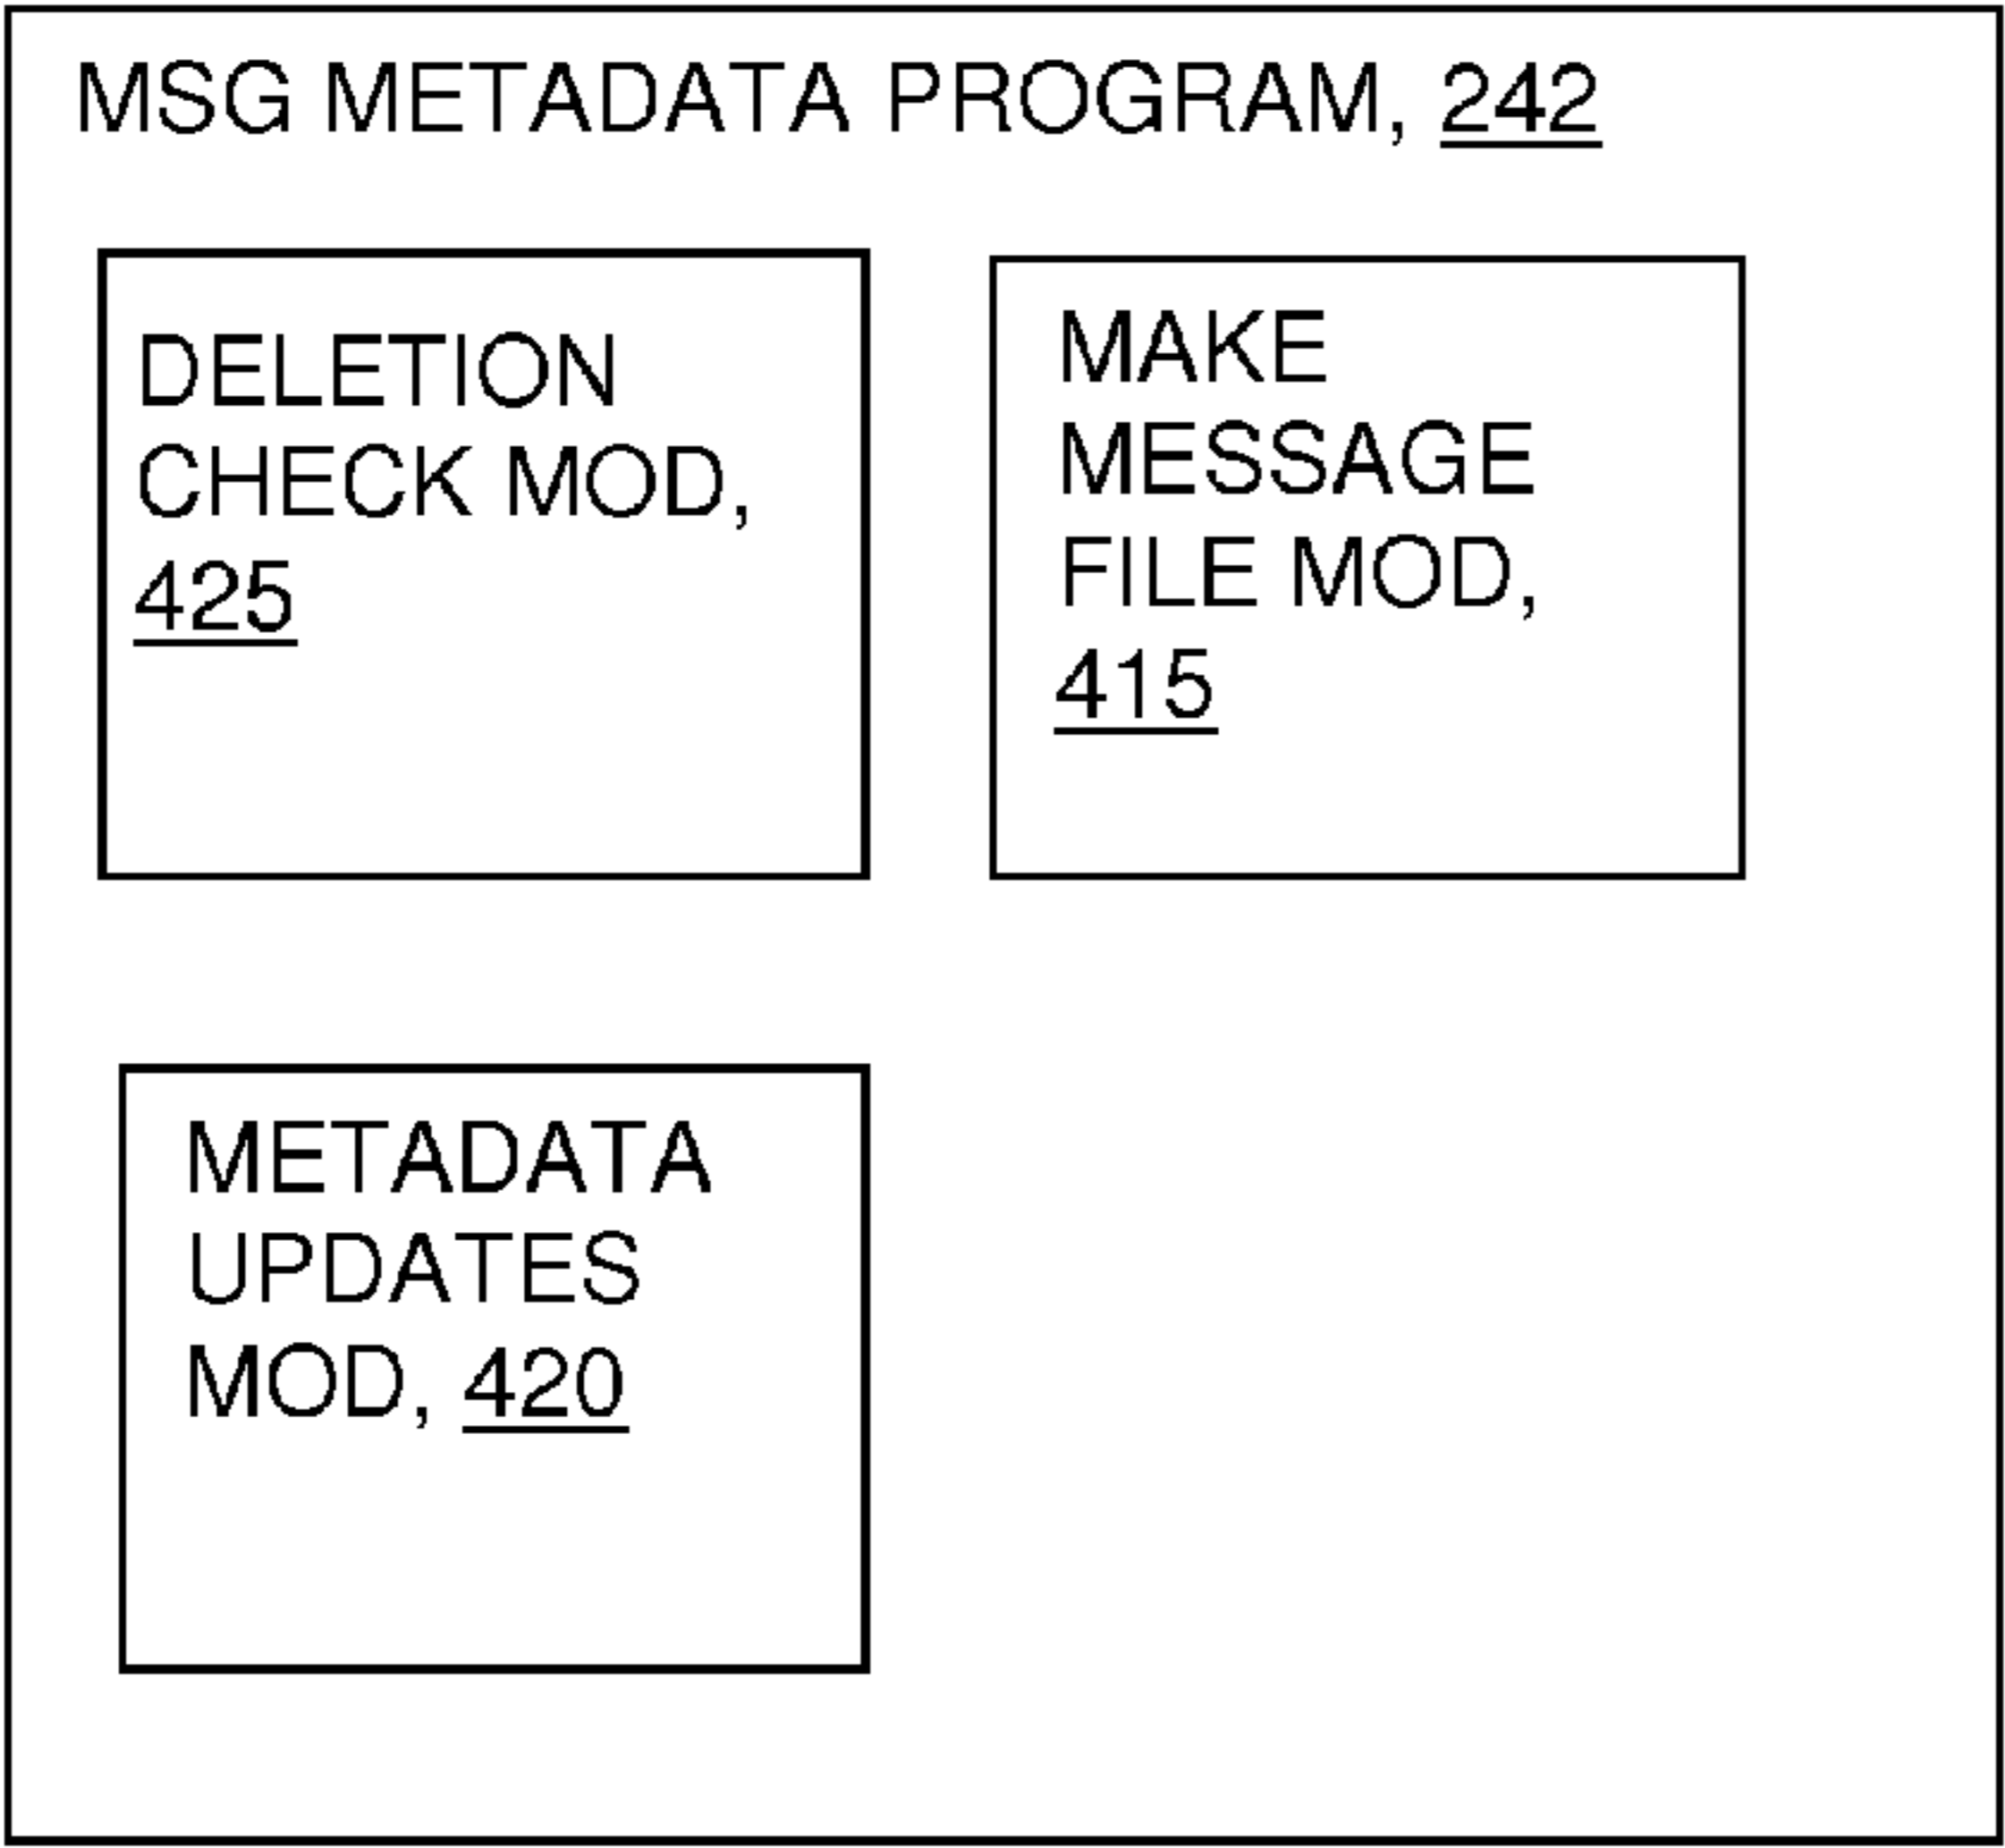 MSG METADATA PROGRAM, 242
DELETION
CHECK MOD,
425
MAKE
MESSAGE
FILE MOD,
415
METADATA
UPDATES
MOD, 420